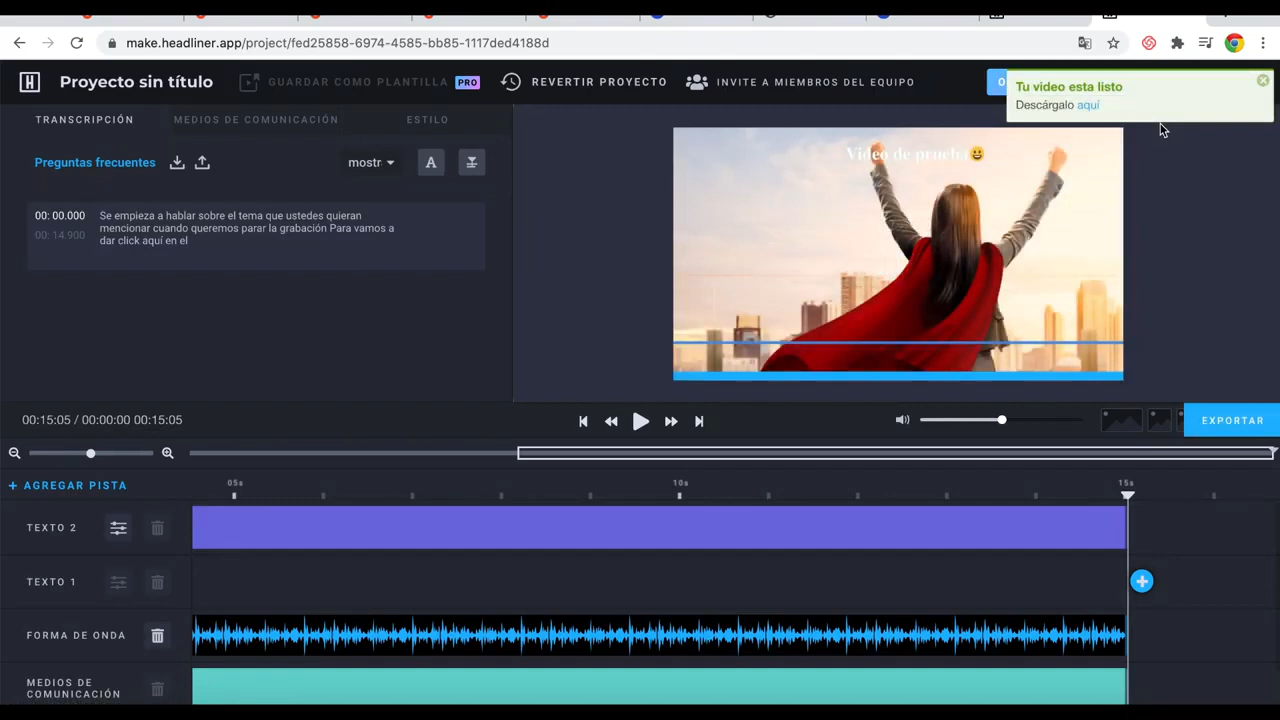 make.headliner.app/project/fed25858-6974-4585-bb85-1117ded4188d
H
Proyecto sin título
GUARDAR COMO PLANTILLA PRO
REVERTIR PROYECTO
INVITE A MIEMBROS DEL EQUIPO
Tu video esta listo
Descárgalo aquí
TRANSCRIPCIÓN
MEDIOS DE COMUNICACIÓN
ESTILO
Preguntas frecuentes
mostr
A
00: 00.000
00: 14.900
Se empieza a hablar sobre el tema que ustedes quieran
mencionar cuando queremos parar la grabación Para vamos a
dar click aquí en el
Video de prueba😀
00:15:05 / 00:00:00 00:15:05
EXPORTAR
+ AGREGAR PISTA
05s
10s
15s
TEXTO 2
TEXTO 1
FORMA DE ONDA
MEDIOS DE
COMUNICACIÓN